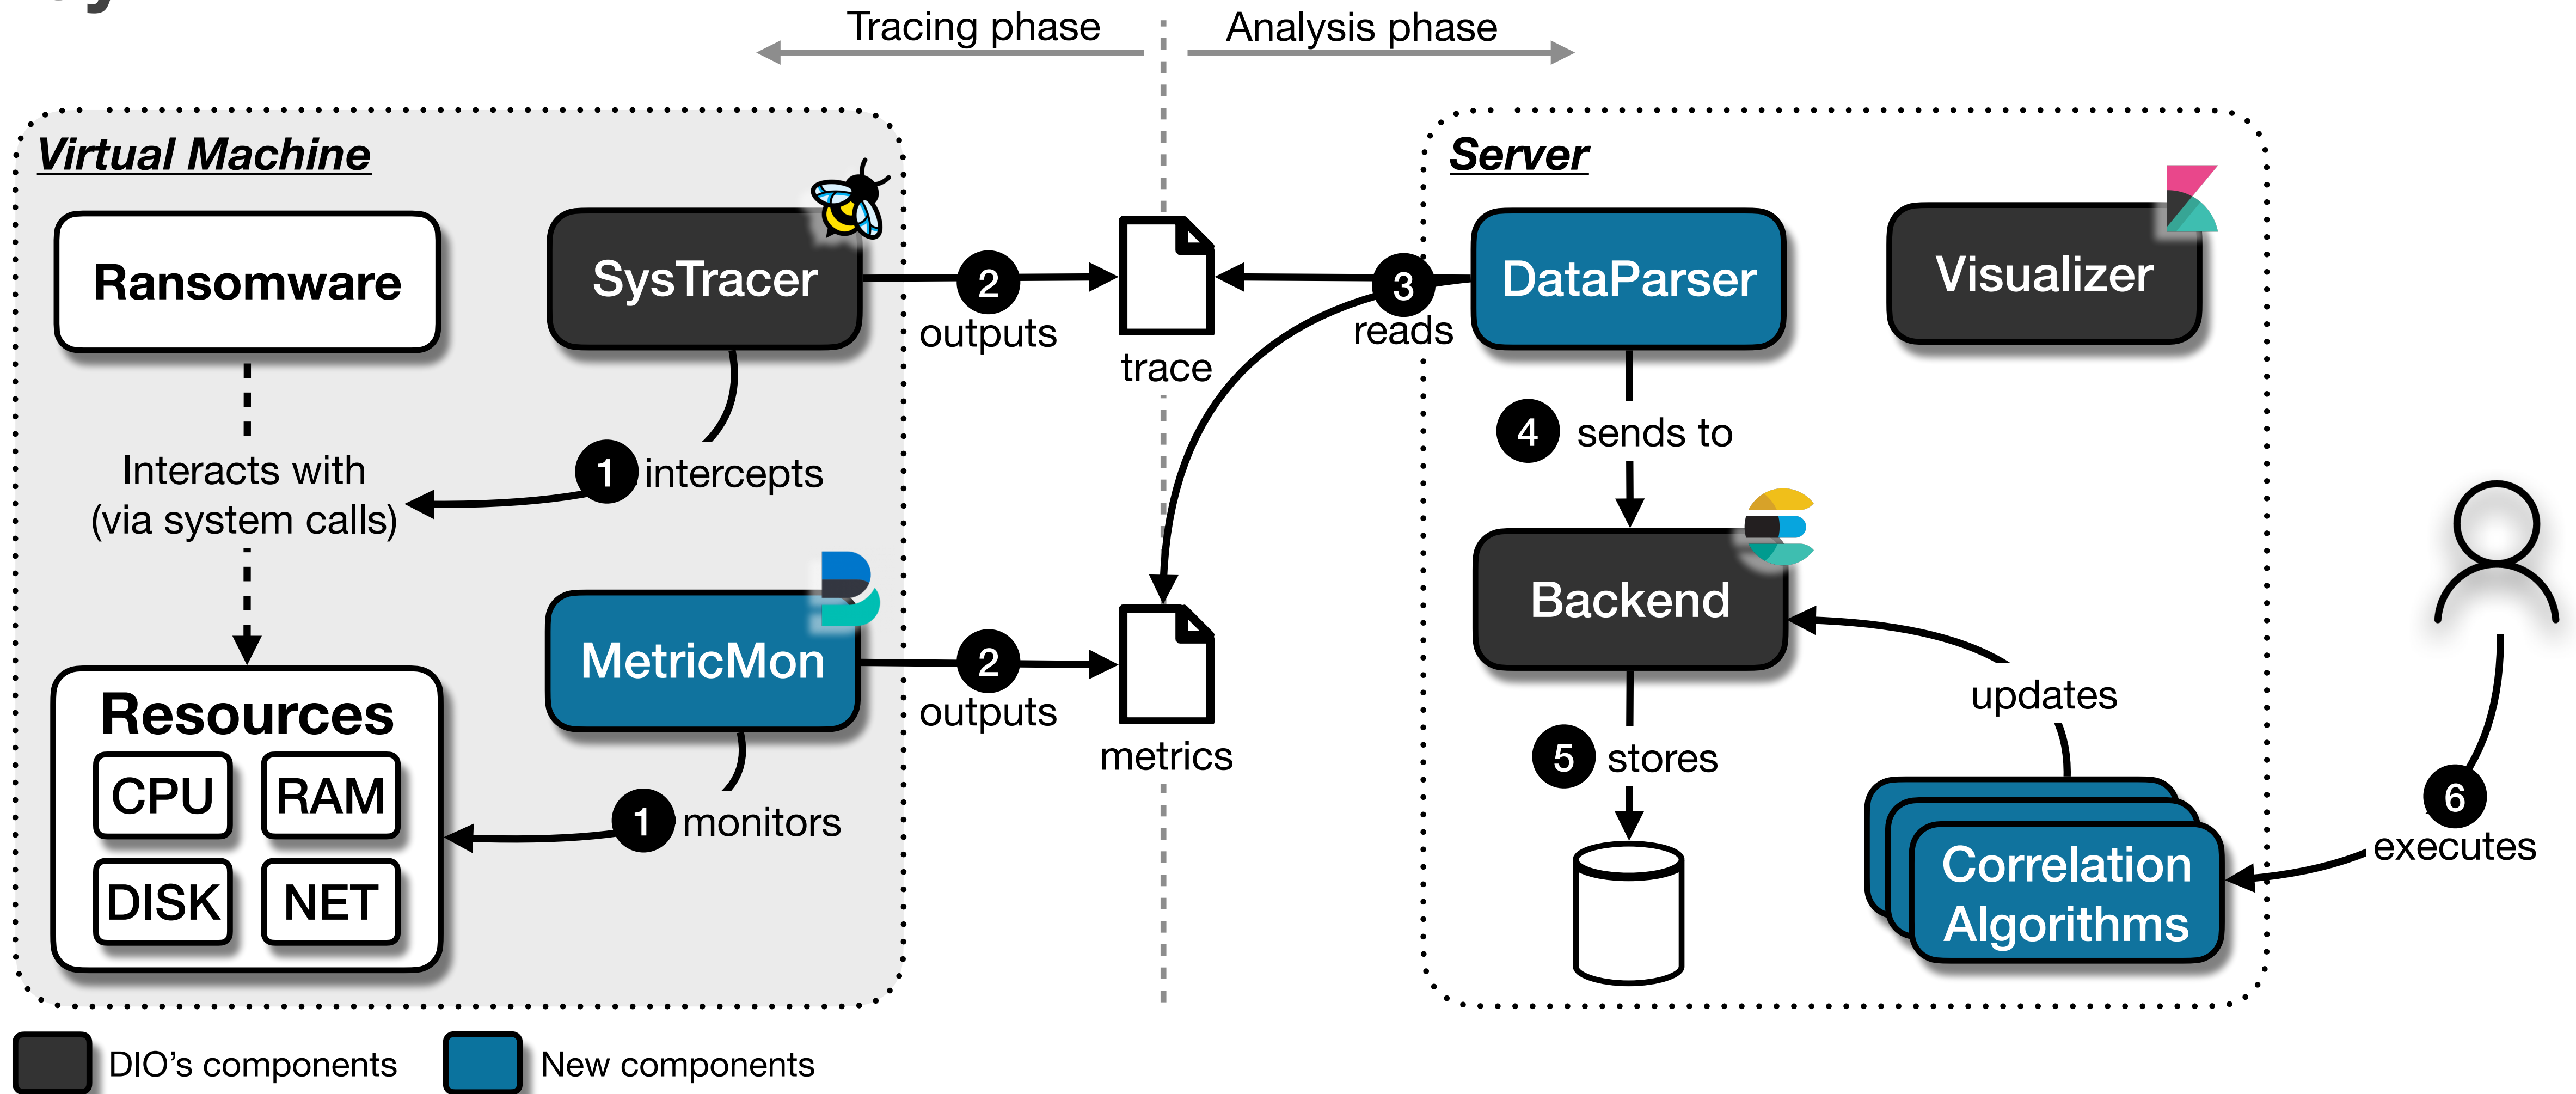 Tracing phase
Analysis phase
Virtual Machine
Ransomware
SysTracer
Interacts with
(via system calls)
1 intercepts
MetricMon
Resources
CPU
RAM
DISK
NET
1 monitors
2
outputs
trace
2
outputs
metrics
Server
3
reads
DataParser
Visualizer
4 sends to
Backend
5 stores
updates
Correlation
Algorithms
6
executes
DIO's components
New components